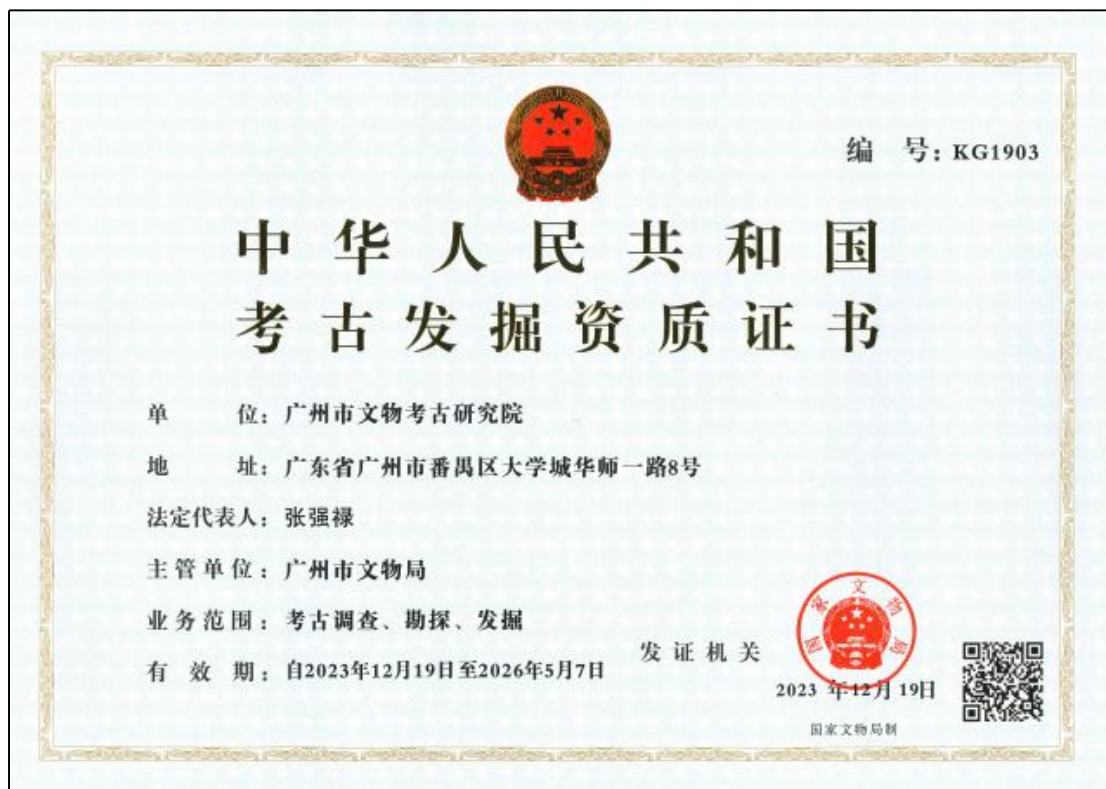 编 号：KG1903
中华人民共和国
考古发掘资质证书
单 位：广州市文物考古研究院
地 址：广东省广州市番禺区大学城华师一路8号
法定代表人：张强禄
主管单位：广州市文物局
业务范围：考古调查、勘探、发掘
有 效 期：自2023年12月19日至2026年5月7日
发证机关
国家文物局
2023 年12月 19日
国家文物局制